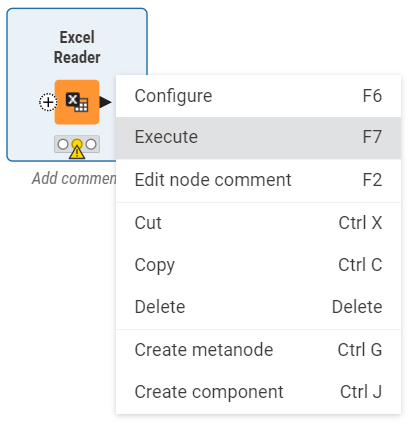 Excel
Reader
Add commen
Configure F6
Execute F7
Edit node comment F2
Cut Ctrl X
Copy Ctrl C
Delete Delete
Create metanode Ctrl G
Create component Ctrl J